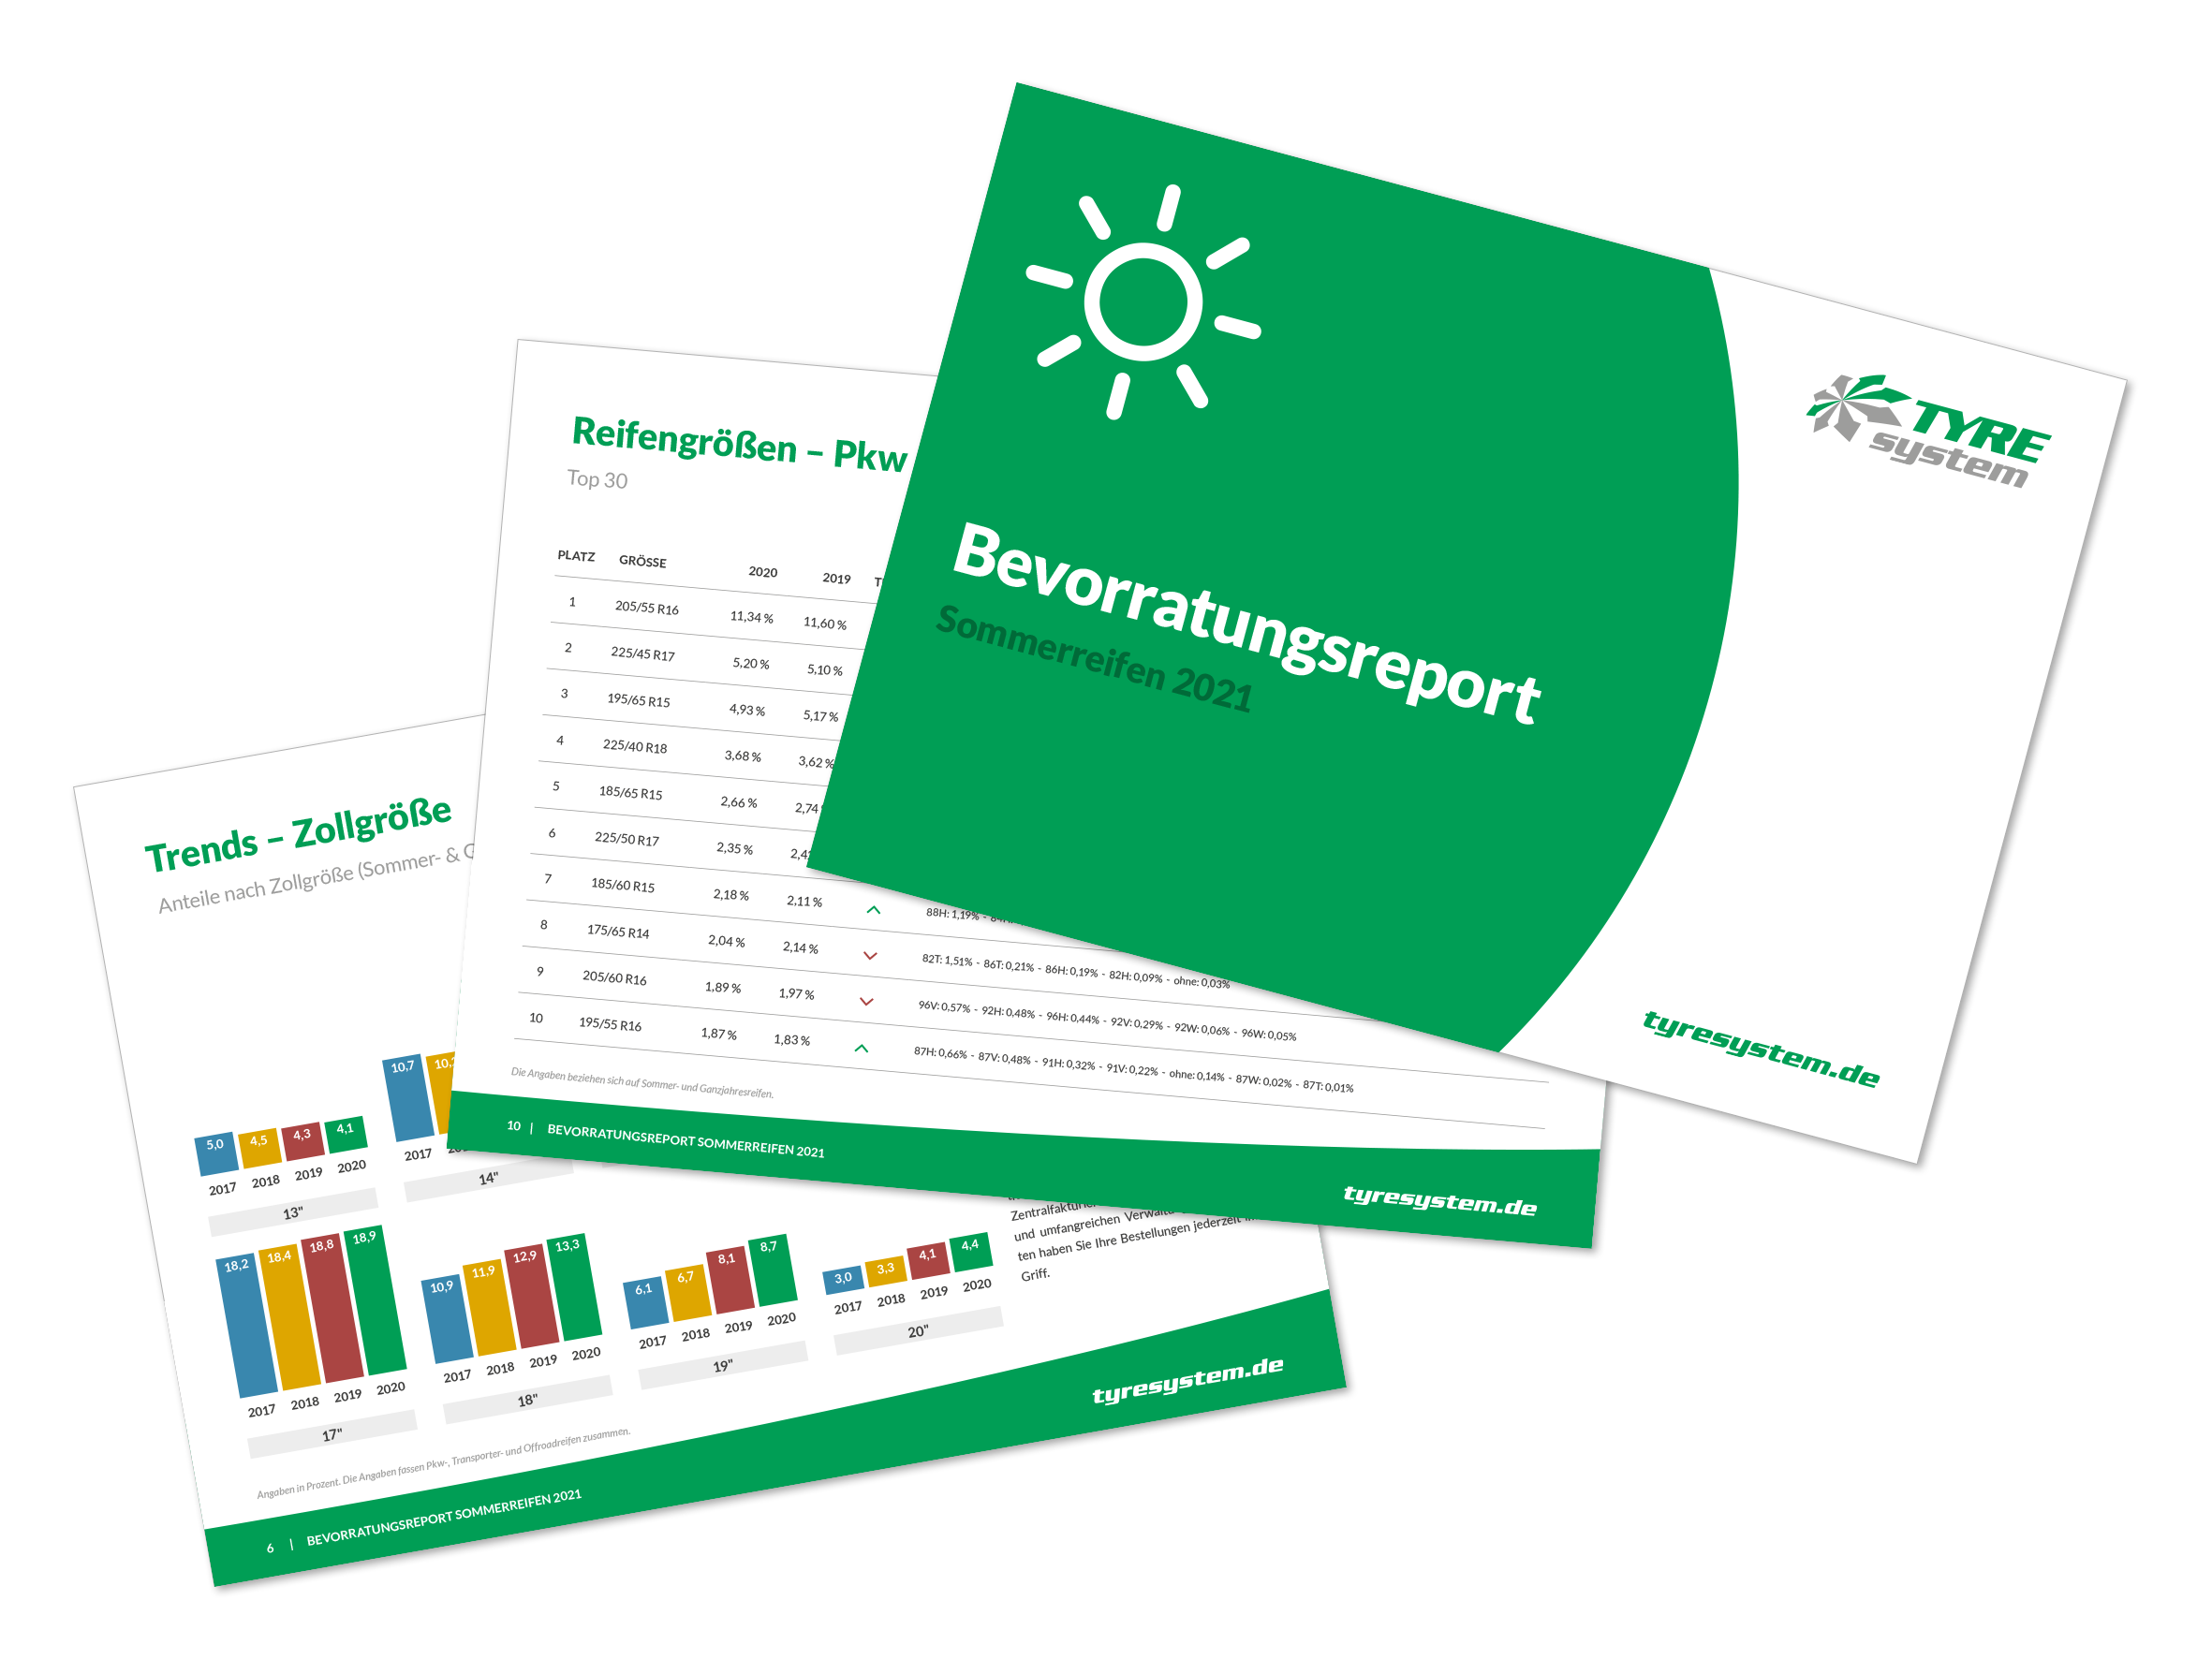 TYRE
system
Bevorratungsreport
Sommerreifen 2021
tyresystem.de
Reifengrößen – Pkw
Top 30
PLATZ GRÖSSE 2020 2019
1 205/55 R16 11,34 % 11,60 %
2 225/45 R17 5,20 % 5,10 %
3 195/65 R15 4,93 % 5,17 %
4 225/40 R18 3,68 % 3,62 %
5 185/65 R15 2,66 % 2,74
6 225/50 R17 2,35 %
7 185/60 R15 2,18 % 2,11 % 88H: 1,19% -
8 175/65 R14 2,04 % 2,14 % 82T: 1,51% - 86T: 0,21% - 86H: 0,19% - 82H: 0,09% - ohne: 0,03%
9 205/60 R16 1,89 % 1,97 % 96V: 0,57% - 92H: 0,48% - 96H: 0,44% - 92V: 0,29% - 92W: 0,06% - 96W: 0,05%
10 195/55 R16 1,87 % 1,83 % 87H: 0,66% - 87V: 0,48% - 91H: 0,32% - 91V: 0,22% - ohne: 0,14% - 87W: 0,02% - 87T: 0,01%
Die Angaben beziehen sich auf Sommer- und Ganzjahresreifen.
10 | BEVORRATUNGSREPORT SOMMERREIFEN 2021
tyresystem.de
Trends – Zollgröße
Anteile nach Zollgröße (Sommer- & G
5,0 4,5 4,3 4,1
2017 2018 2019 2020
13"
10,7
2017
14"
18,2 18,4 18,8 18,9
2017 2018 2019 2020
17"
10,9 11,9 12,9 13,3
2017 2018 2019 2020
18"
6,1 6,7 8,1 8,7
2017 2018 2019 2020
19"
3,0 3,3 4,1 4,4
2017 2018 2019 2020
20"
und umfangreichen
ten haben Sie Ihre Bestellungen jederzeit
Griff.
Angaben in Prozent. Die Angaben fassen Pkw-, Transporter- und Offroadreifen zusammen.
6 | BEVORRATUNGSREPORT SOMMERREIFEN 2021
tyresystem.de